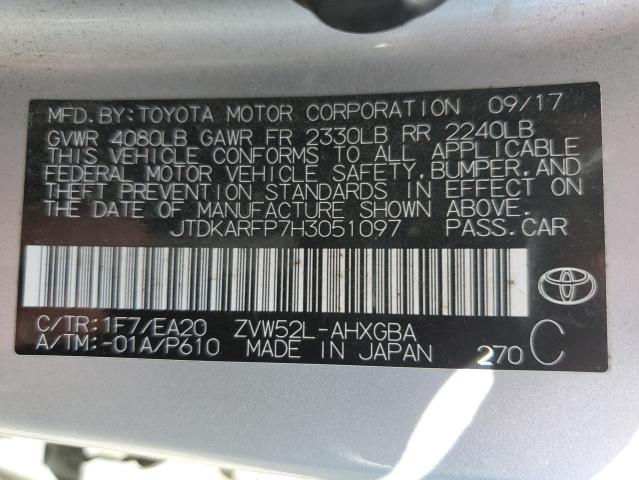 MFD.BY:TOYOTA MOTOR CORPORATION 09/17
GVWR 4080LB GAWR FR 2330LB RR 2240LB
THIS VEHICLE CONFORMS TO ALL APPLICABLE
FEDERAL MOTOR VEHICLE SAFETY,BUMPER,AND
THEFT PREVENTION STANDARDS IN EFFECT ON
THE DATE OF MANUFACTURE SHOWN ABOVE.
JTDKARFP7H3051097 PASS.CAR
C/TR:1F7/EA20 ZVW52L-AHXGBA
A/TM:-01A/P610 MADE IN JAPAN 270 C